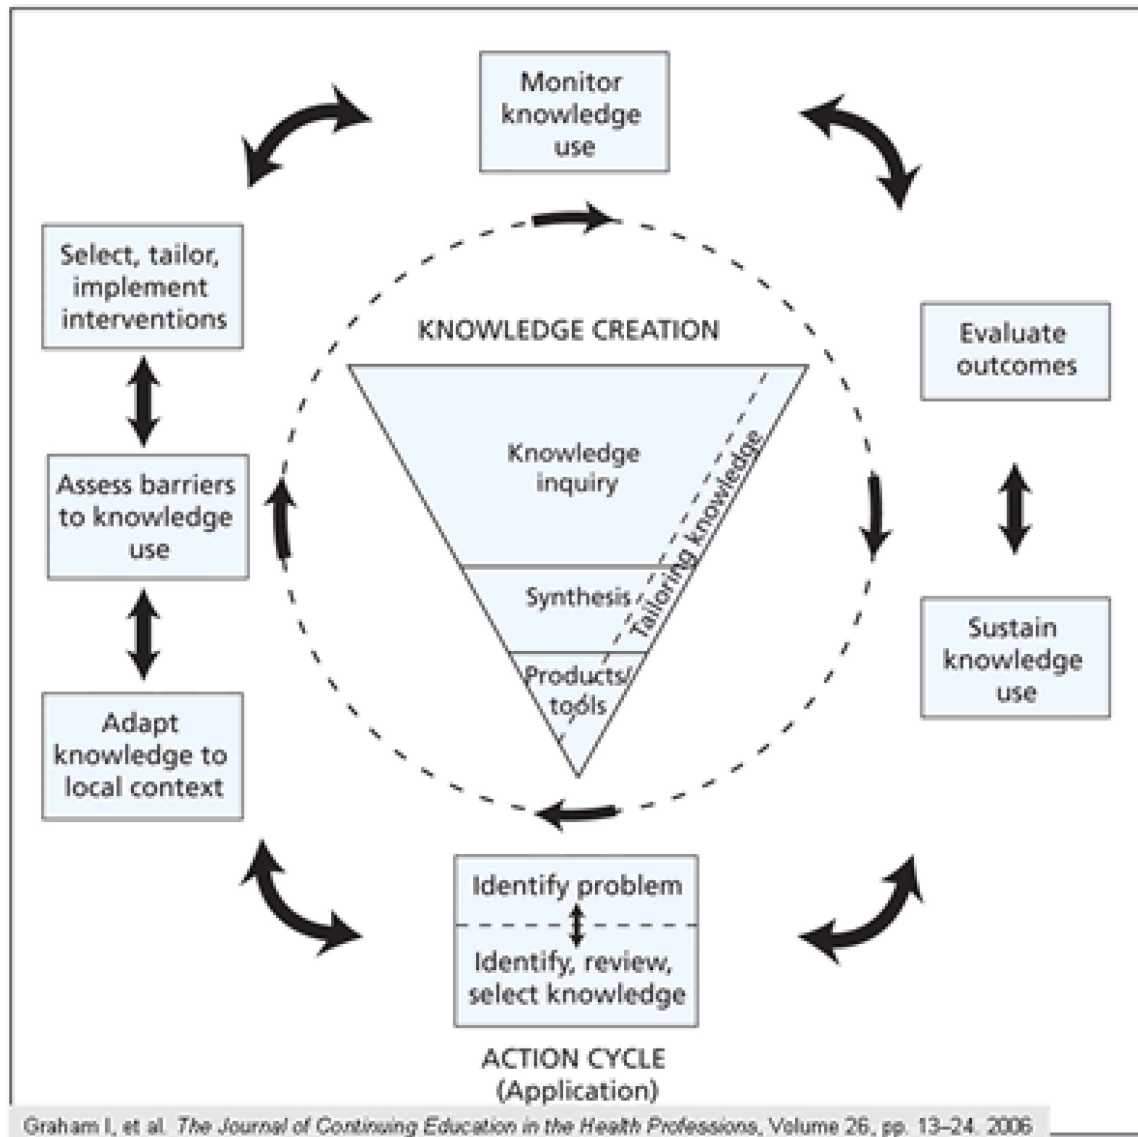 Monitor
knowledge
use
Select, tailor,
implement
interventions
KNOWLEDGE CREATION
Evaluate
outcomes
Knowledge
inquiry
Tailoring knowledge
Assess barriers
to knowledge
use
Synthesis
Sustain
knowledge
use
Products/
tools
Adapt
knowledge to
local context
Identify problem
Identify, review,
select knowledge
ACTION CYCLE
(Application)
Graham I, et al. The Journal of Continuing Education in the Health Professions, Volume 26, pp. 13–24, 2006